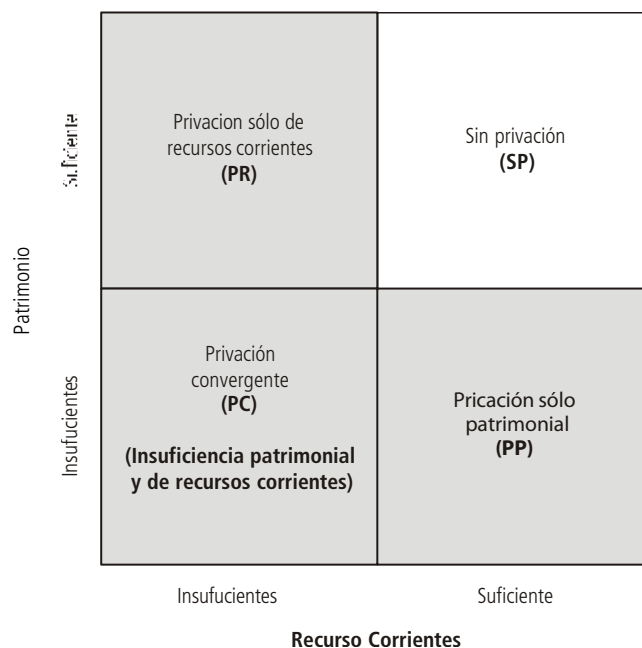 Privacion sólo de
recursos corrientes
(PR)
Sin privación
(SP)
Suficiente
Patrimonio
Privación
convergente
(PC)
(Insuficiencia patrimonial
y de recursos corrientes)
Pricación sólo
patrimonial
(PP)
Insufucientes
Insufucientes
Suficiente
Recurso Corrientes